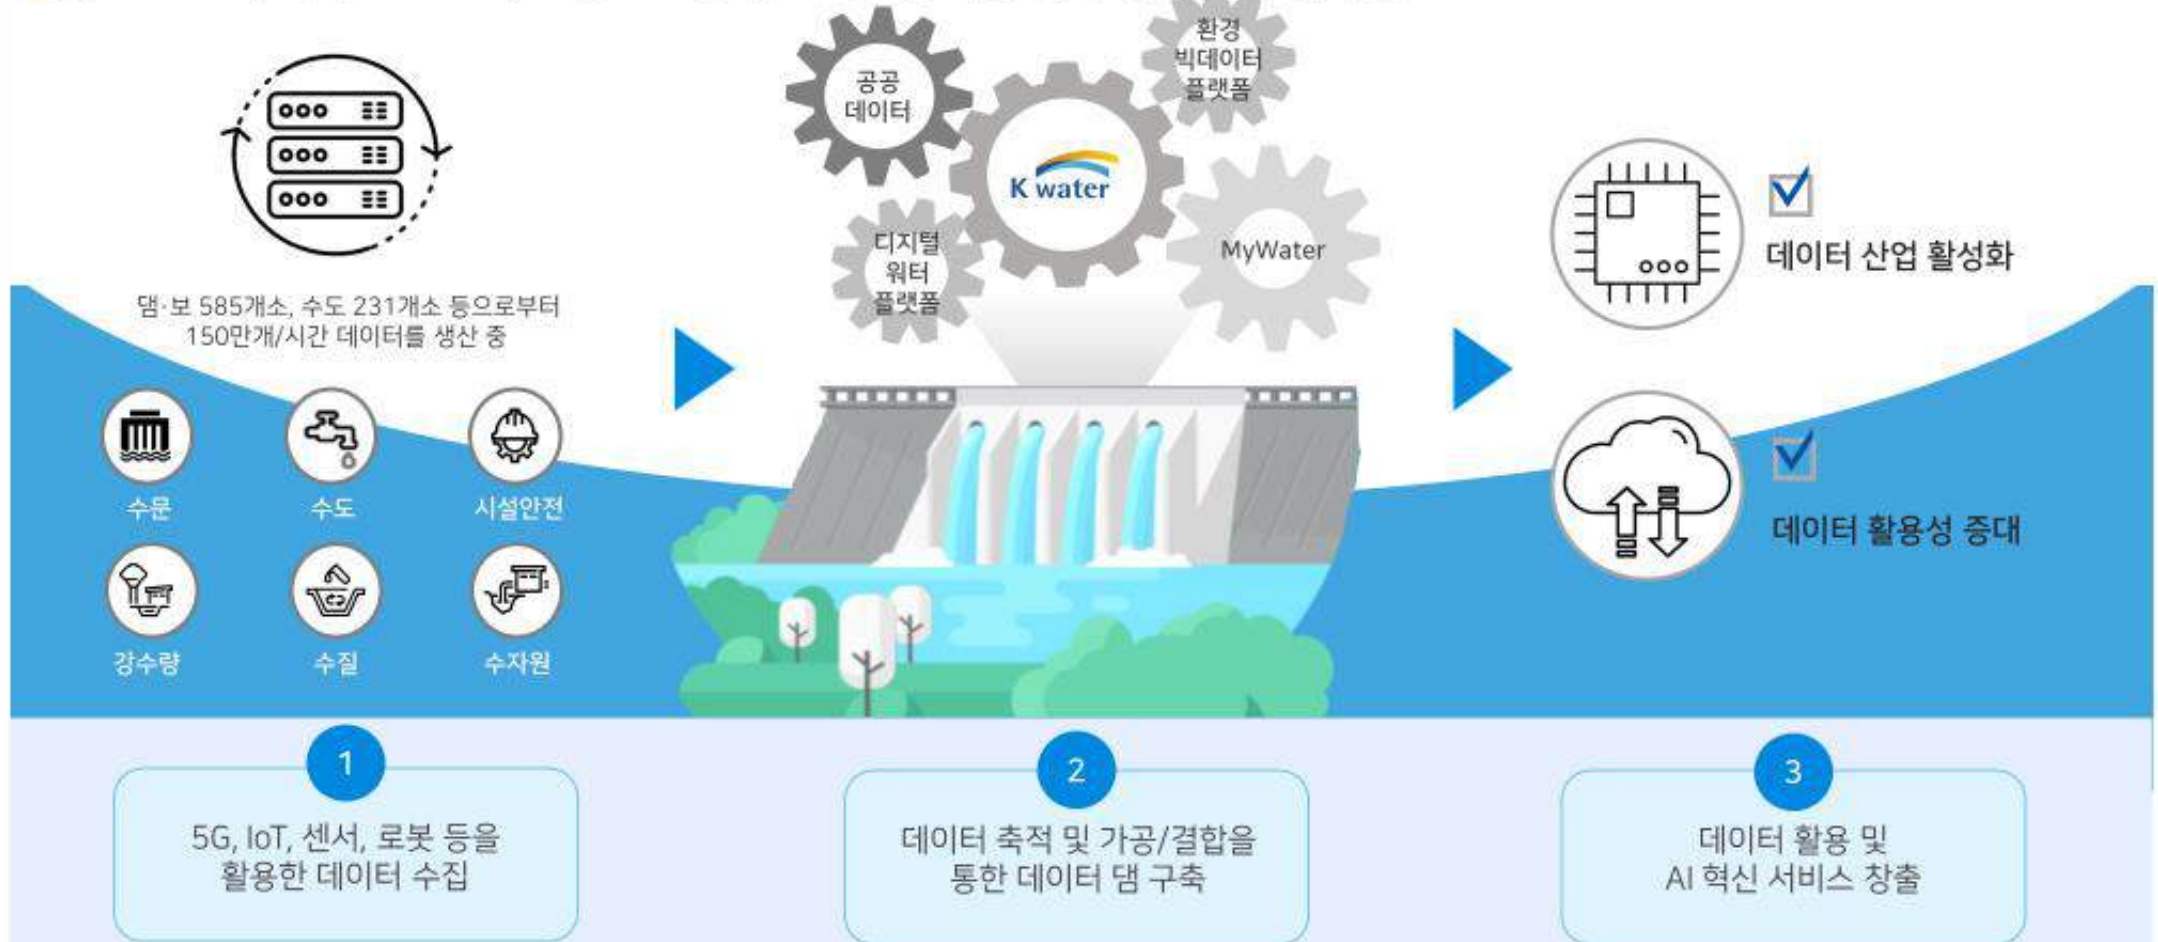 댐·보 585개소, 수도 231개소 등으로부터
150만개/시간 데이터를 생산 중
수문
수도
시설안전
강수량
수질
수자원
공공
데이터
환경
빅데이터
플랫폼
K water
디지털
워터
플랫폼
MyWater
데이터 산업 활성화
데이터 활용성 증대
1
5G, IoT, 센서, 로봇 등을
활용한 데이터 수집
2
데이터 축적 및 가공/결합을
통한 데이터 댐 구축
3
데이터 활용 및
AI 혁신 서비스 창출